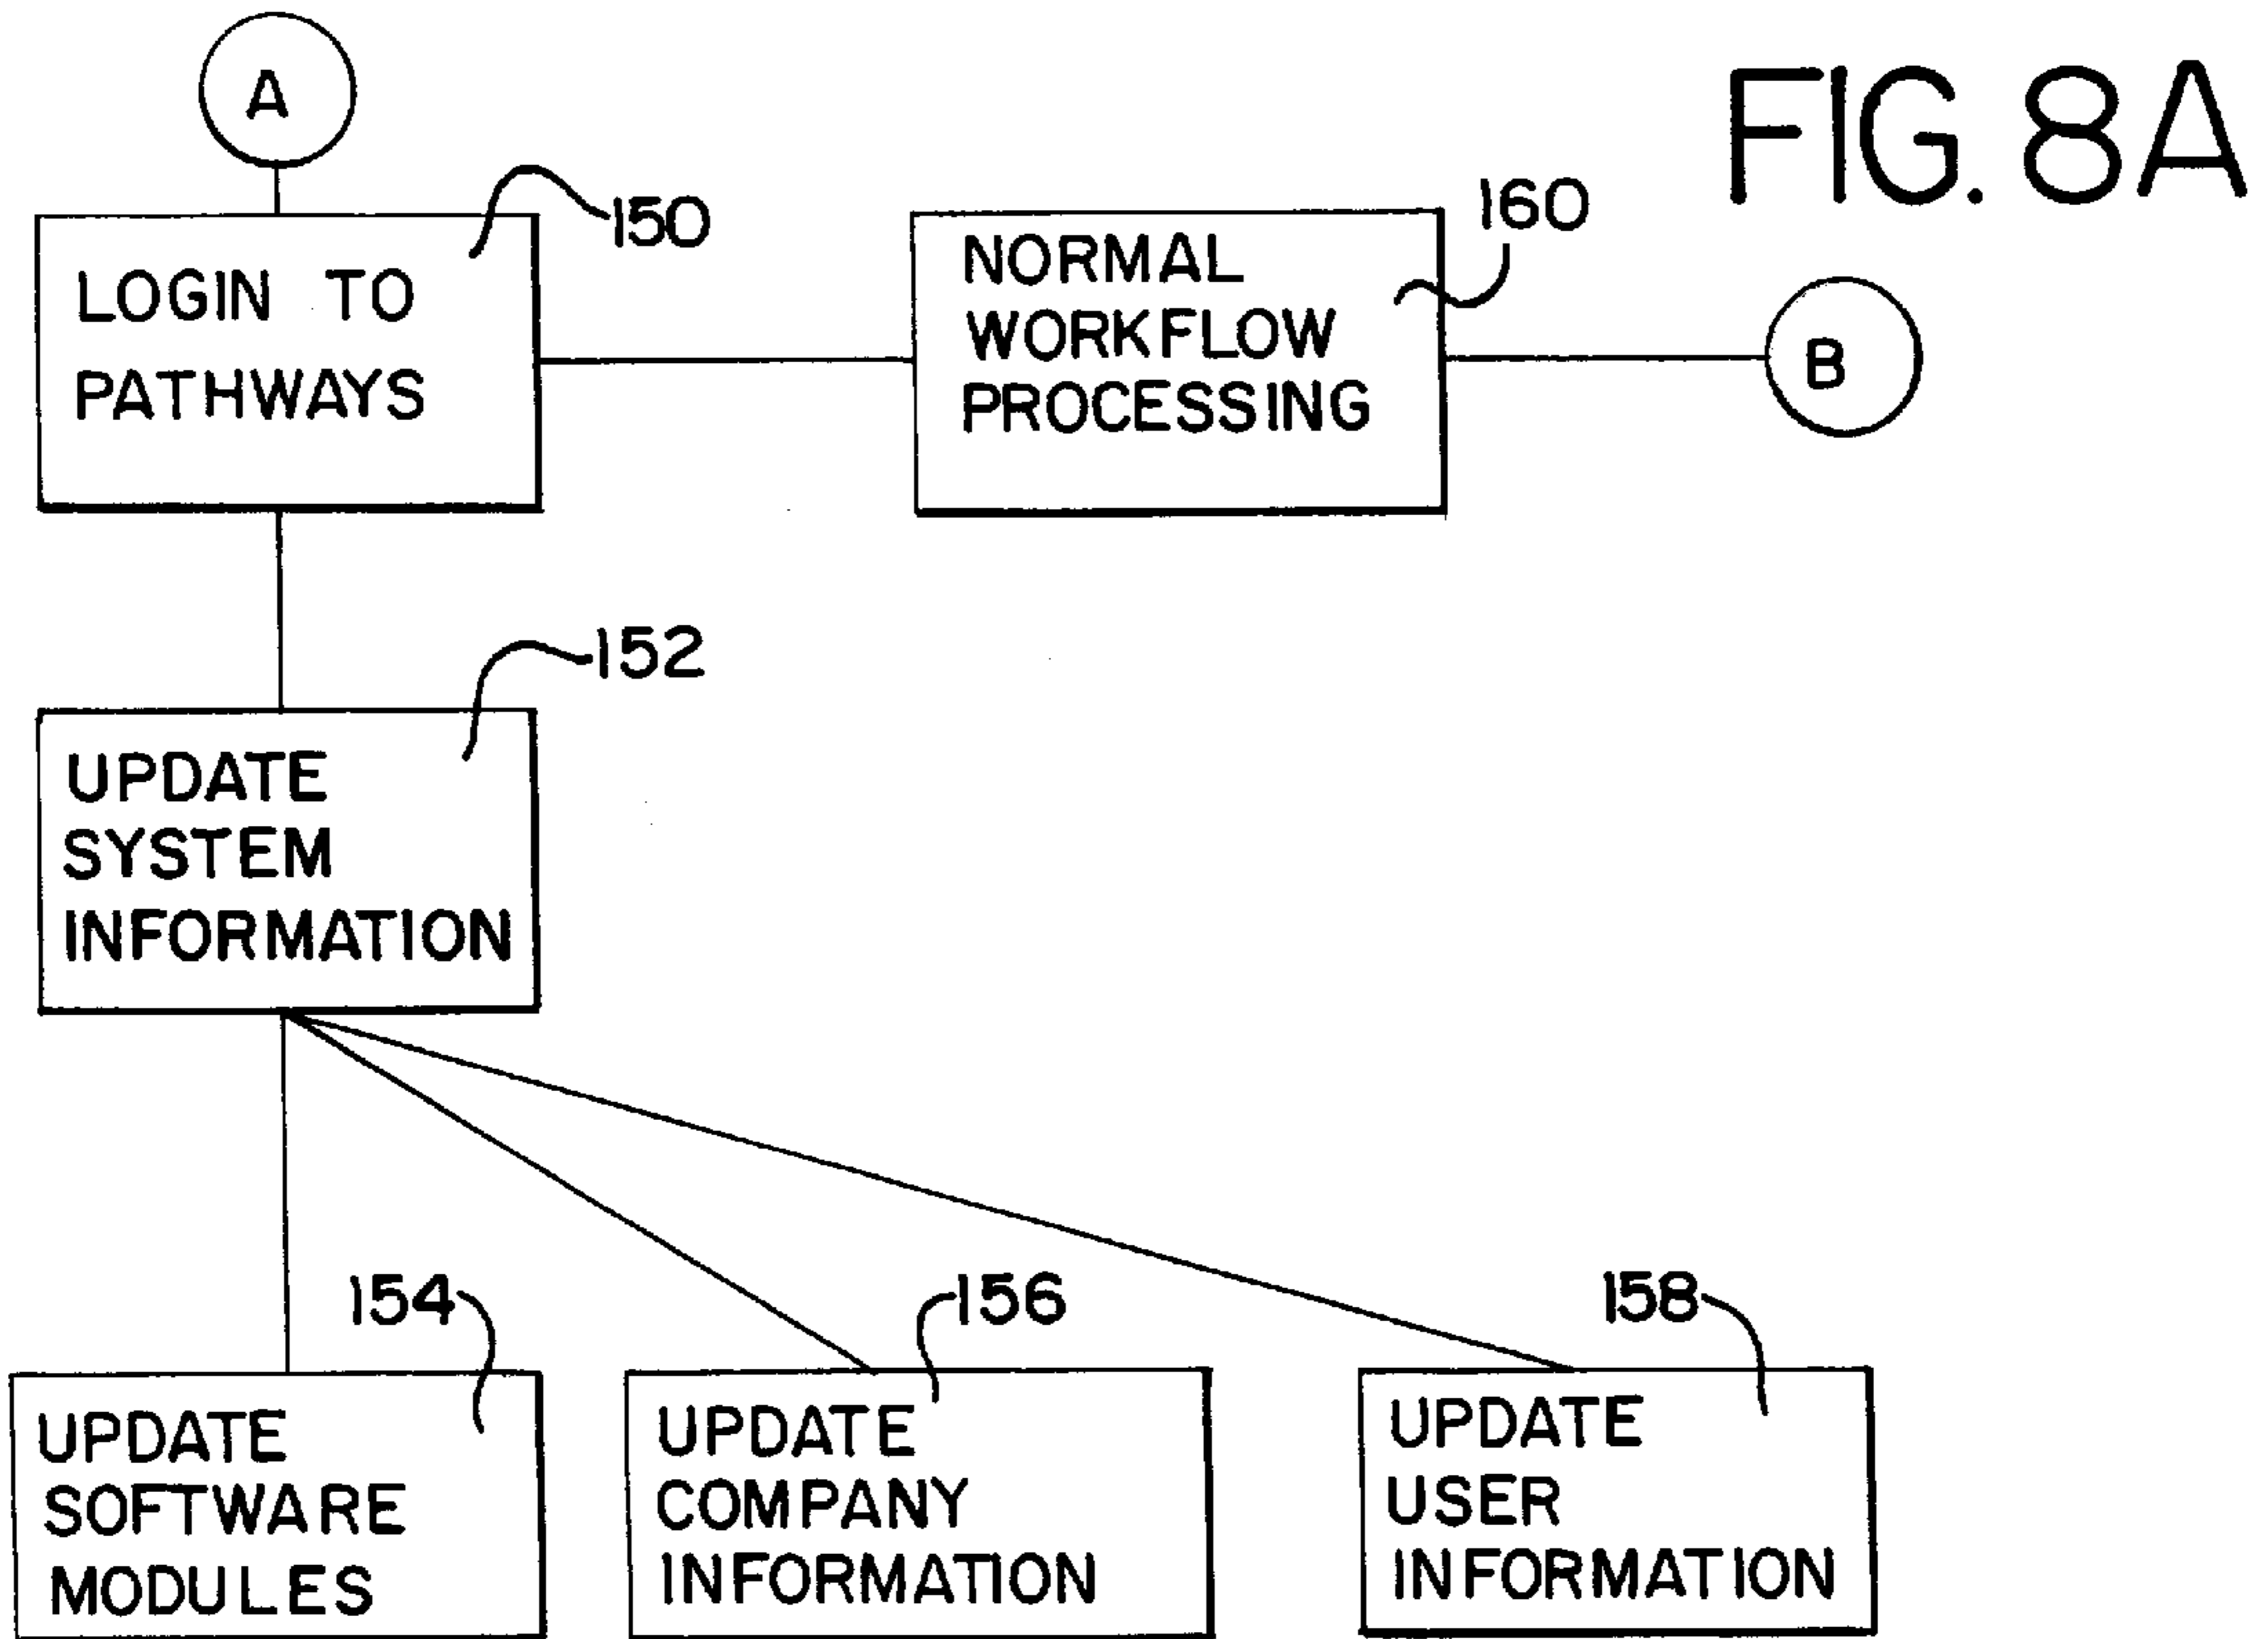 A
FIG. 8A
150
LOGIN TO
PATHWAYS
160
NORMAL
WORKFLOW
PROCESSING
B
152
UPDATE
SYSTEM
INFORMATION
154
UPDATE
SOFTWARE
MODULES
156
UPDATE
COMPANY
INFORMATION
158
UPDATE
USER
INFORMATION